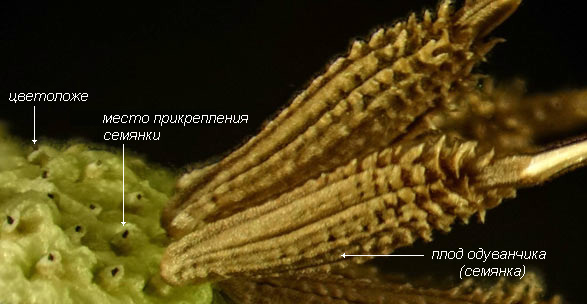 цветоложе
место прикрепления
семянки
плод одуванчика
(семянка)